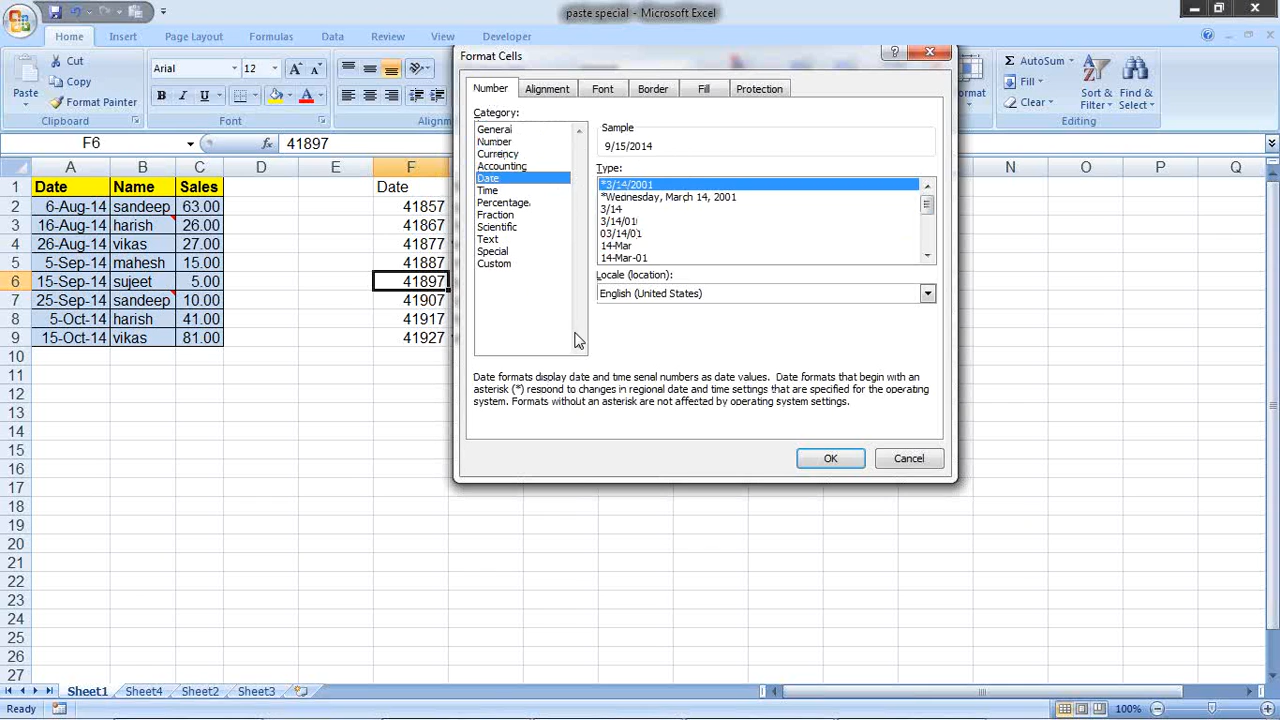 paste special - Microsoft Excel
Home Insert Page Layout Formulas Data Review View Developer
Paste
Cut
Copy
Format Painter
Clipboard
Arial 12
B I U
Font
Alignm
ormat
Σ AutoSum
Fill
Clear
Sort & Filter
Find & Select
Editing
F6 fx 41897
A B C D E F N O P Q
1 Date Name Sales Date
2 6-Aug-14 sandeep 63.00 41857
3 16-Aug-14 harish 26.00 41867
4 26-Aug-14 vikas 27.00 41877
5 5-Sep-14 mahesh 15.00 41887
6 15-Sep-14 sujeet 5.00 41897
7 25-Sep-14 sandeep 10.00 41907
8 5-Oct-14 harish 41.00 41917
9 15-Oct-14 vikas 81.00 41927
10
11
12
13
14
15
16
17
18
19
20
21
22
23
24
25
26
27
Format Cells
Number Alignment Font Border Fill Protection
Category:
General
Number
Currency
Accounting
Date
Time
Percentage
Fraction
Scientific
Text
Special
Custom
Sample
9/15/2014
Type:
*3/14/2001
*Wednesday, March 14, 2001
3/14
3/14/01
03/14/01
14-Mar
14-Mar-01
Locale (location):
English (United States)
Date formats display date and time serial numbers as date values. Date formats that begin with an
asterisk (*) respond to changes in regional date and time settings that are specified for the operating
system. Formats without an asterisk are not affected by operating system settings.
OK Cancel
Sheet1 Sheet4 Sheet2 Sheet3
Ready 100%